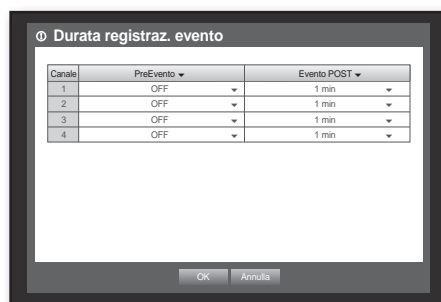 Durata registraz. evento
Canale PreEvento Evento POST
1 OFF 1 min
2 OFF 1 min
3 OFF 1 min
4 OFF 1 min
OK Annulla